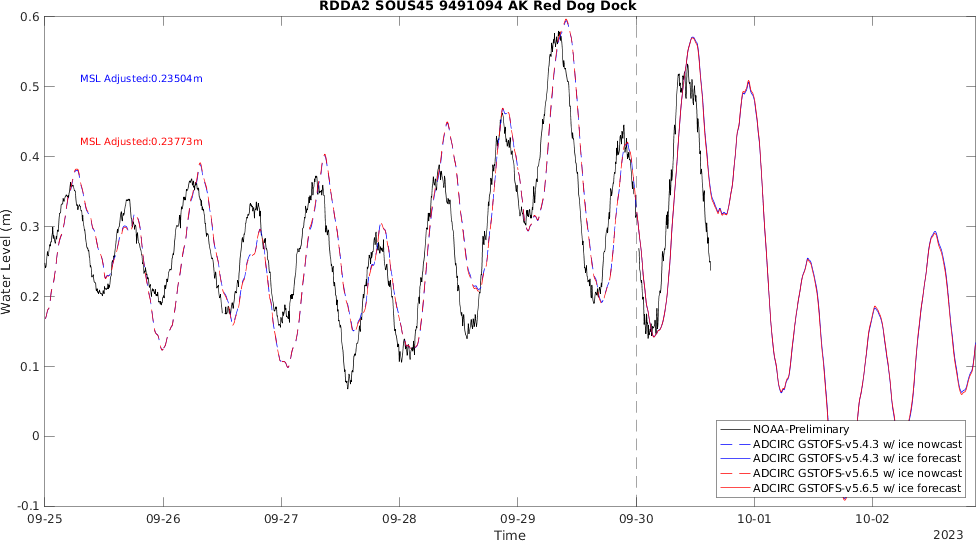 RDDA2 SOUS45 9491094 AK Red Dog Dock
0.6
0.5
0.4
0.3
0.2
0.1
0
-0.1
Water Level (m)
MSL Adjusted:0.23504m
MSL Adjusted:0.23773m
NOAA-Preliminary
ADCIRC GSTOFS-v5.4.3 w/ ice nowcast
ADCIRC GSTOFS-v5.4.3 w/ ice forecast
ADCIRC GSTOFS-v5.6.5 w/ ice nowcast
ADCIRC GSTOFS-v5.6.5 w/ ice forecast
09-25 09-26 09-27 09-28 09-29 09-30 10-01 10-02
Time
2023